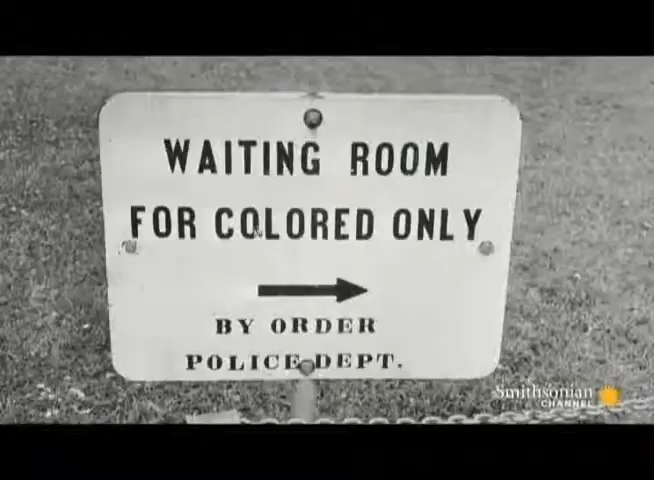 WAITING ROOM
FOR COLORED ONLY
BY ORDER
POLICE DEPT.
Smithsonian
CHANNEL